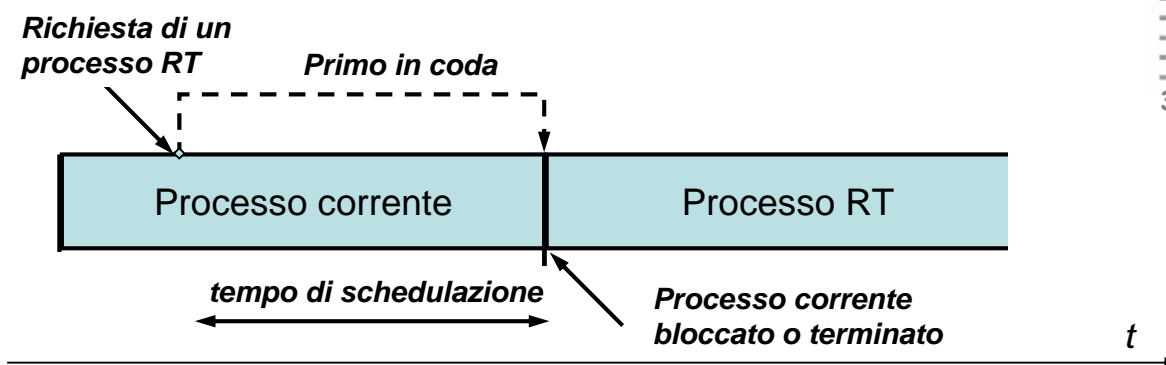 Richiesta di un
processo RT
Primo in coda
Processo corrente
Processo RT
tempo di schedulazione
Processo corrente
bloccato o terminato
t